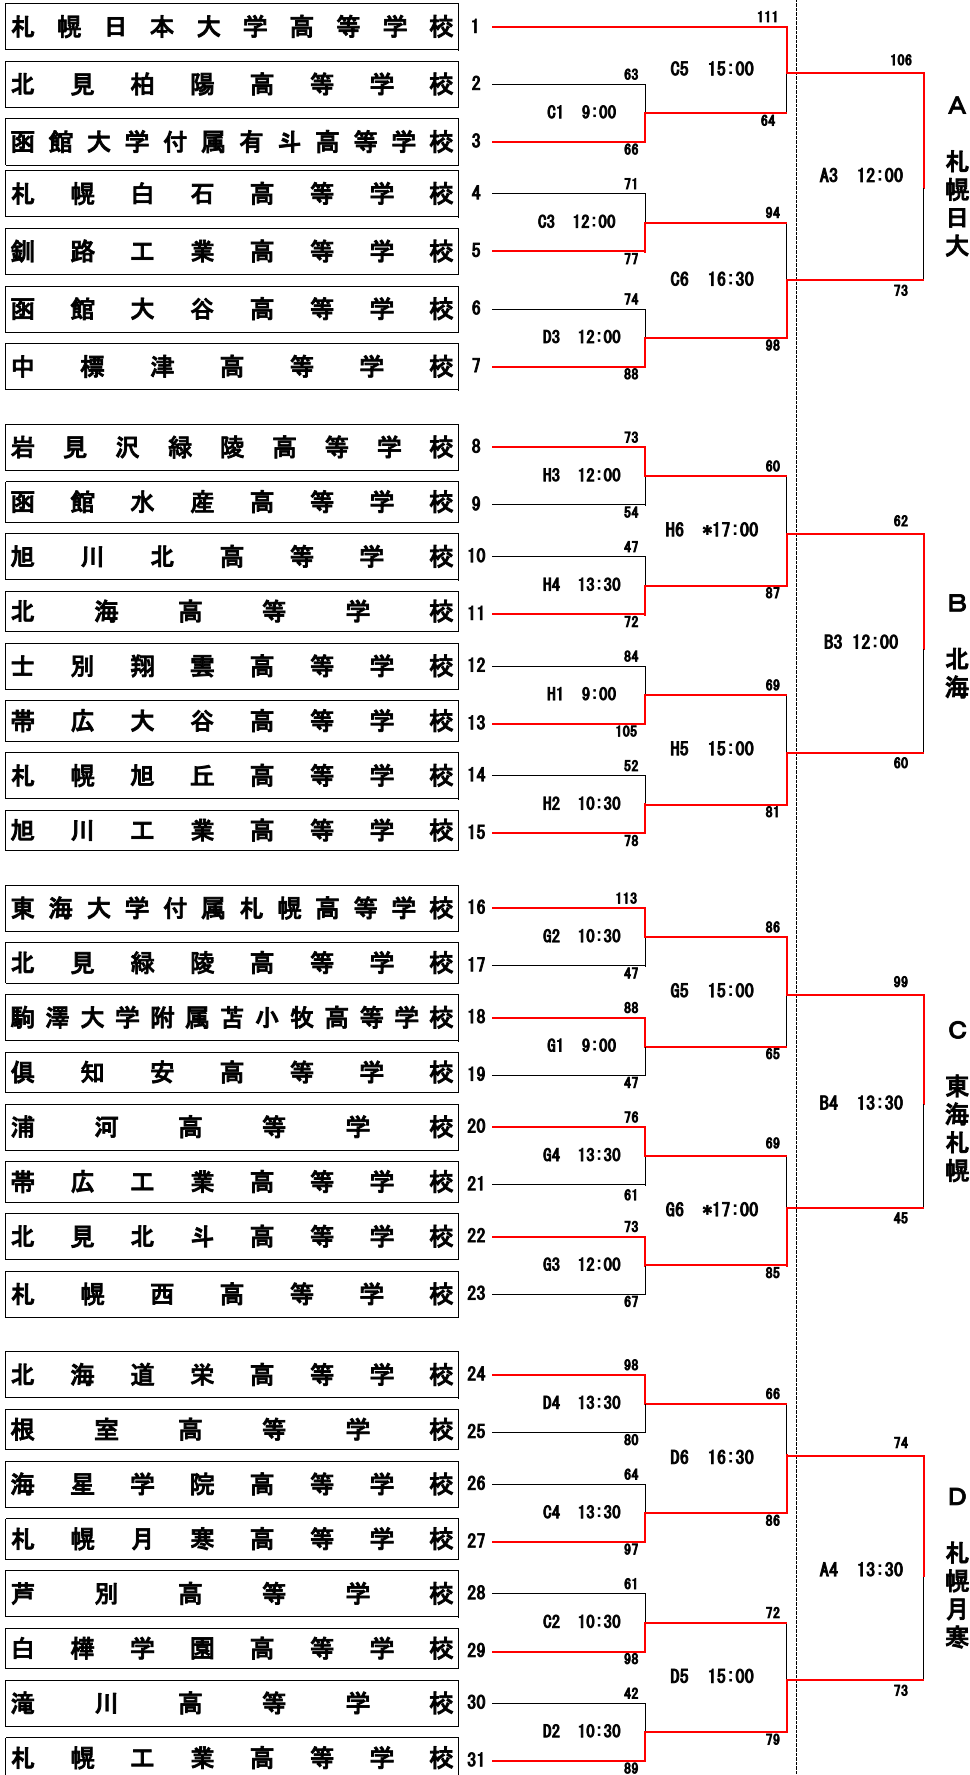 札幌日本大学高等学校 1 111
C5 15:00 106
北見柏陽高等学校 2 63
C1 9:00
函館大学付属有斗高等学校 3 66 64
A3 12:00
札幌白石高等学校 4 71
C3 12:00 94
釧路工業高等学校 5 77
C6 16:30 73
函館大谷高等学校 6 74
D3 12:00 98
中標津高等学校 7 88
A 札幌日大
岩見沢緑陵高等学校 8 73
H3 12:00 60
函館水産高等学校 9 54
H6 *17:00 62
旭川北高等学校 10 47
H4 13:30 87
北海高等学校 11 72
B3 12:00
士別翔雲高等学校 12 84
H1 9:00 69
帯広大谷高等学校 13 105
H5 15:00 60
札幌旭丘高等学校 14 52
H2 10:30 81
旭川工業高等学校 15 78
B 北海
東海大学付属札幌高等学校 16 113
G2 10:30 86
北見緑陵高等学校 17 47
G5 15:00 99
駒澤大学附属苫小牧高等学校 18 88
G1 9:00 65
倶知安高等学校 19 47
B4 13:30
浦河高等学校 20 76
G4 13:30 69
帯広工業高等学校 21 61
G6 *17:00 45
北見北斗高等学校 22 73
G3 12:00 85
札幌西高等学校 23 67
C 東海札幌
北海道栄高等学校 24 98
D4 13:30 66
根室高等学校 25 80
D6 16:30 74
海星学院高等学校 26 64
C4 13:30 86
札幌月寒高等学校 27 97
A4 13:30
芦別高等学校 28 61
C2 10:30 72
白樺学園高等学校 29 98
D5 15:00 73
滝川高等学校 30 42
D2 10:30 79
札幌工業高等学校 31 89
D 札幌月寒